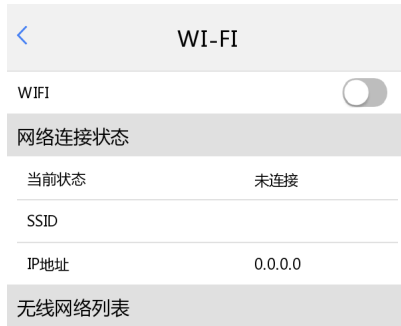 WI-FI
WIFI
网络连接状态
当前状态 未连接
SSID
IP地址 0.0.0.0
无线网络列表